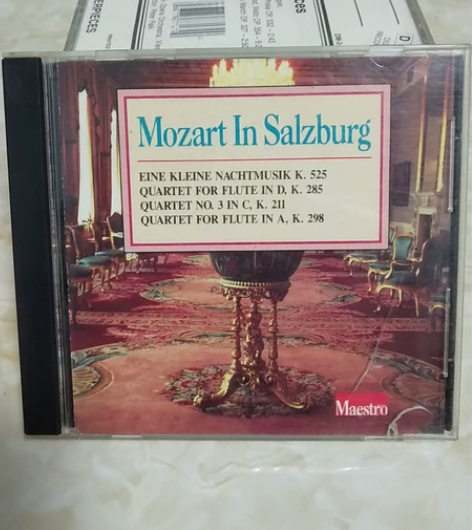 Mozart In Salzburg
EINE KLEINE NACHTMUSIK K. 525
QUARTET FOR FLUTE IN D, K. 285
QUARTET NO. 3 IN C, K. 211
QUARTET FOR FLUTE IN A, K. 298
Maestro